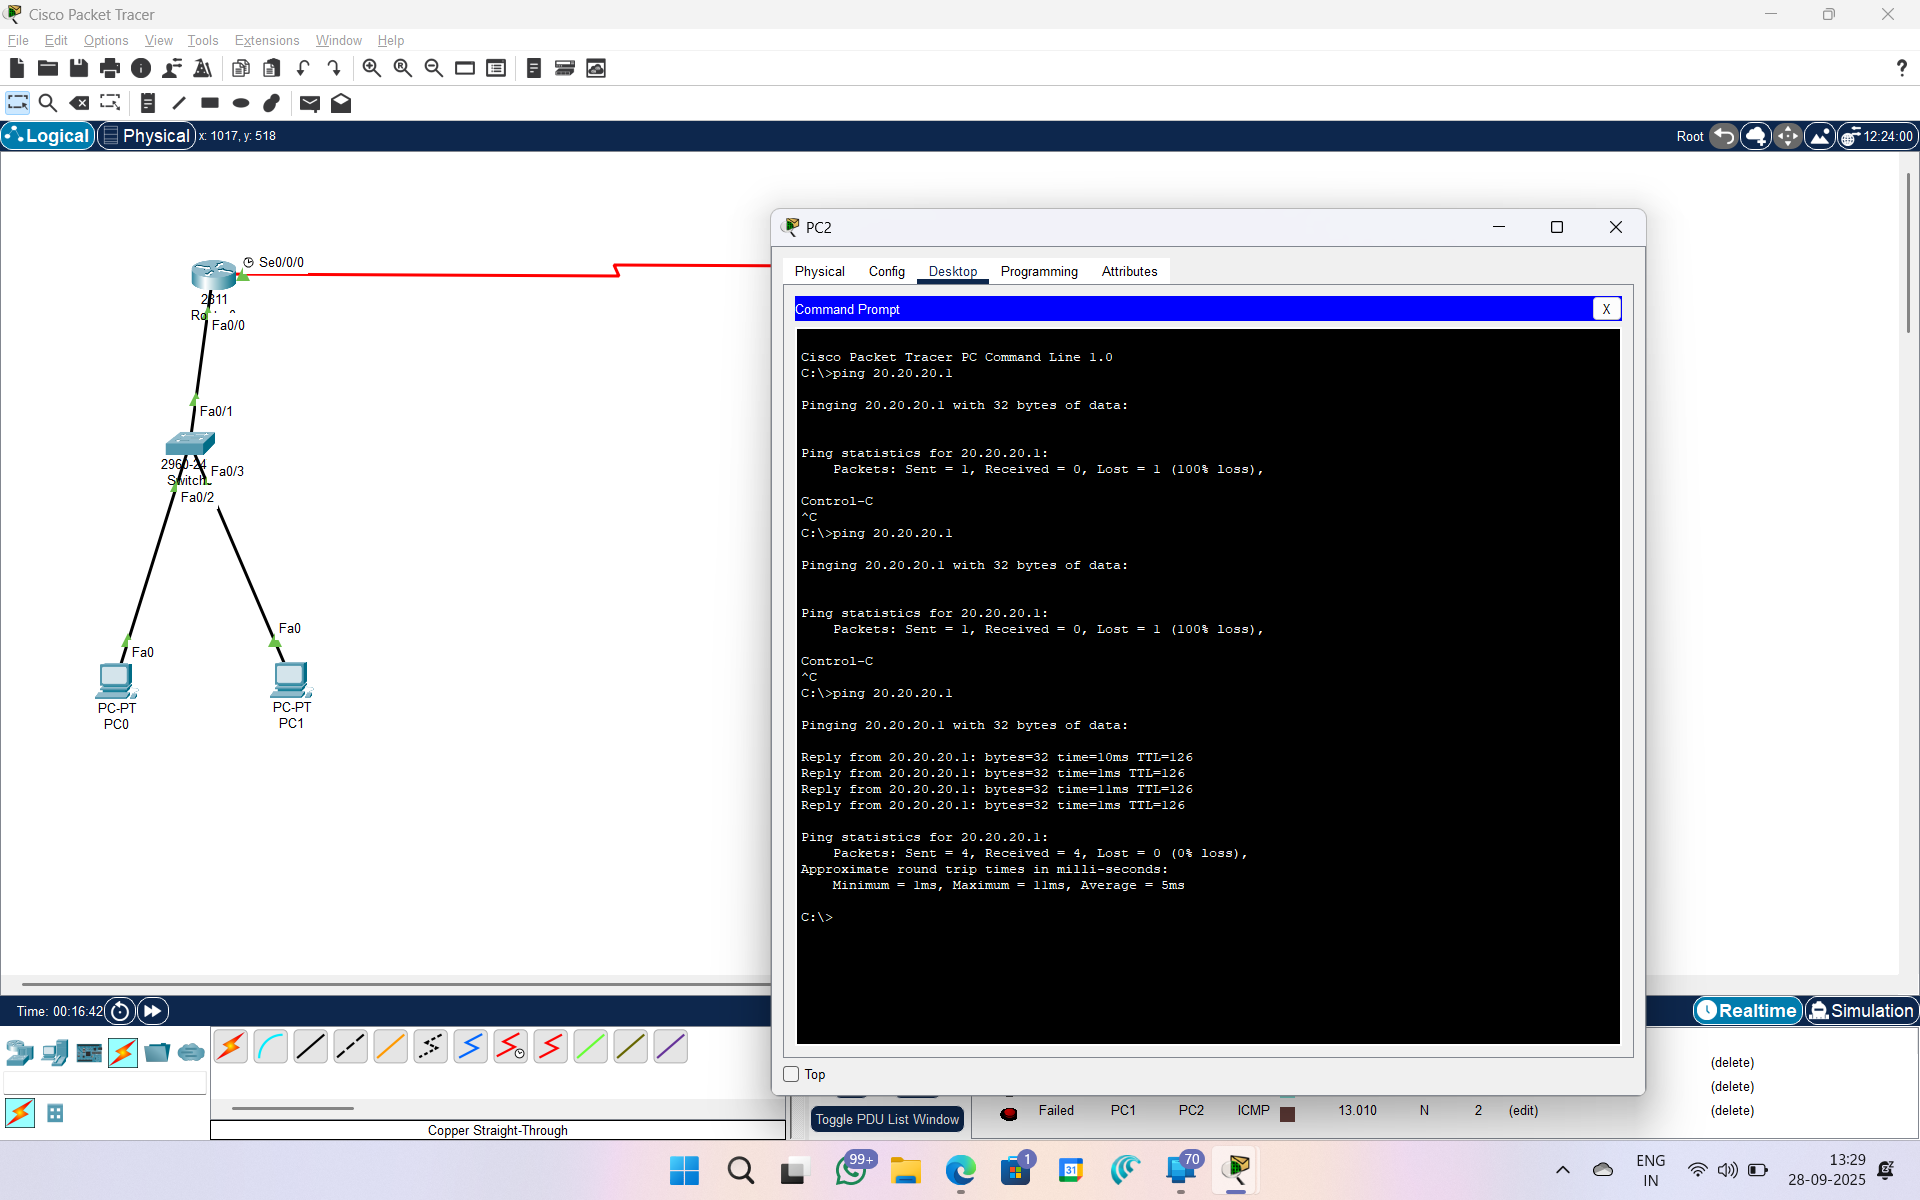 Cisco Packet Tracer
File Edit Options View Tools Extensions Window Help
?
Logical Physical x: 1017, y: 518
Root 12:24:00
Se0/0/0
2811
Fa0/0
Fa0/1
2960-24
Fa0/3
Switch
Fa0/2
Fa0
Fa0
PC-PT
PC0
PC-PT
PC1
PC2
Physical Config Desktop Programming Attributes
Command Prompt X
Cisco Packet Tracer PC Command Line 1.0
C:\>ping 20.20.20.1
Pinging 20.20.20.1 with 32 bytes of data:
Ping statistics for 20.20.20.1:
Packets: Sent = 1, Received = 0, Lost = 1 (100% loss),
Control-C
^C
C:\>ping 20.20.20.1
Pinging 20.20.20.1 with 32 bytes of data:
Ping statistics for 20.20.20.1:
Packets: Sent = 1, Received = 0, Lost = 1 (100% loss),
Control-C
^C
C:\>ping 20.20.20.1
Pinging 20.20.20.1 with 32 bytes of data:
Reply from 20.20.20.1: bytes=32 time=10ms TTL=126
Reply from 20.20.20.1: bytes=32 time=1ms TTL=126
Reply from 20.20.20.1: bytes=32 time=11ms TTL=126
Reply from 20.20.20.1: bytes=32 time=1ms TTL=126
Ping statistics for 20.20.20.1:
Packets: Sent = 4, Received = 4, Lost = 0 (0% loss),
Approximate round trip times in milli-seconds:
Minimum = 1ms, Maximum = 11ms, Average = 5ms
C:\>
Top
Time: 00:16:42
Realtime Simulation
(delete)
(delete)
Failed PC1 PC2 ICMP 13.010 N 2 (edit) (delete)
Toggle PDU List Window
Copper Straight-Through
99+ 1 31 70
ENG
IN
13:29
28-09-2025